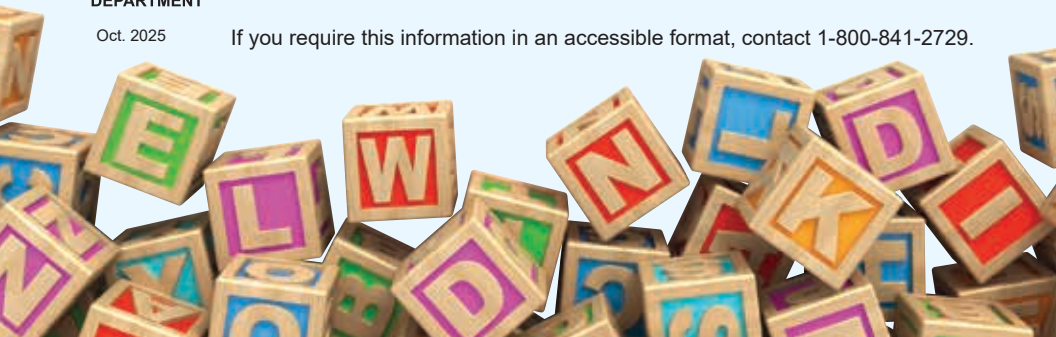 DEPARTMENT
Oct. 2025
If you require this information in an accessible format, contact 1-800-841-2729.
E
L
W
N
D
K
I
N
D
B
S